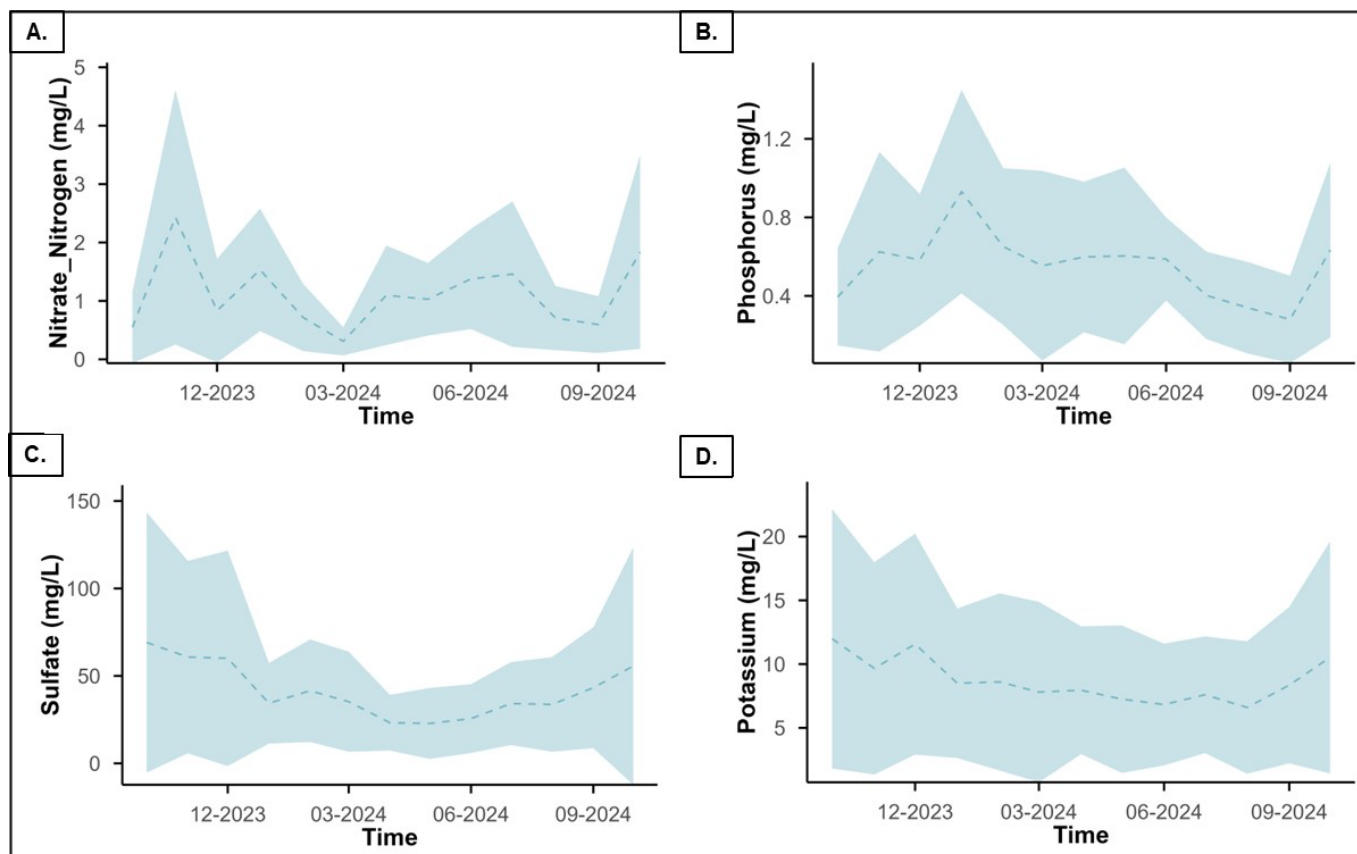 A.
Nitrate_Nitrogen (mg/L)
5
4
3
2
1
0
12-2023
03-2024
06-2024
09-2024
Time
B.
Phosphorus (mg/L)
1.2
0.8
0.4
12-2023
03-2024
06-2024
09-2024
Time
C.
Sulfate (mg/L)
150
100
50
0
12-2023
03-2024
06-2024
09-2024
Time
D.
Potassium (mg/L)
20
15
10
5
12-2023
03-2024
06-2024
09-2024
Time